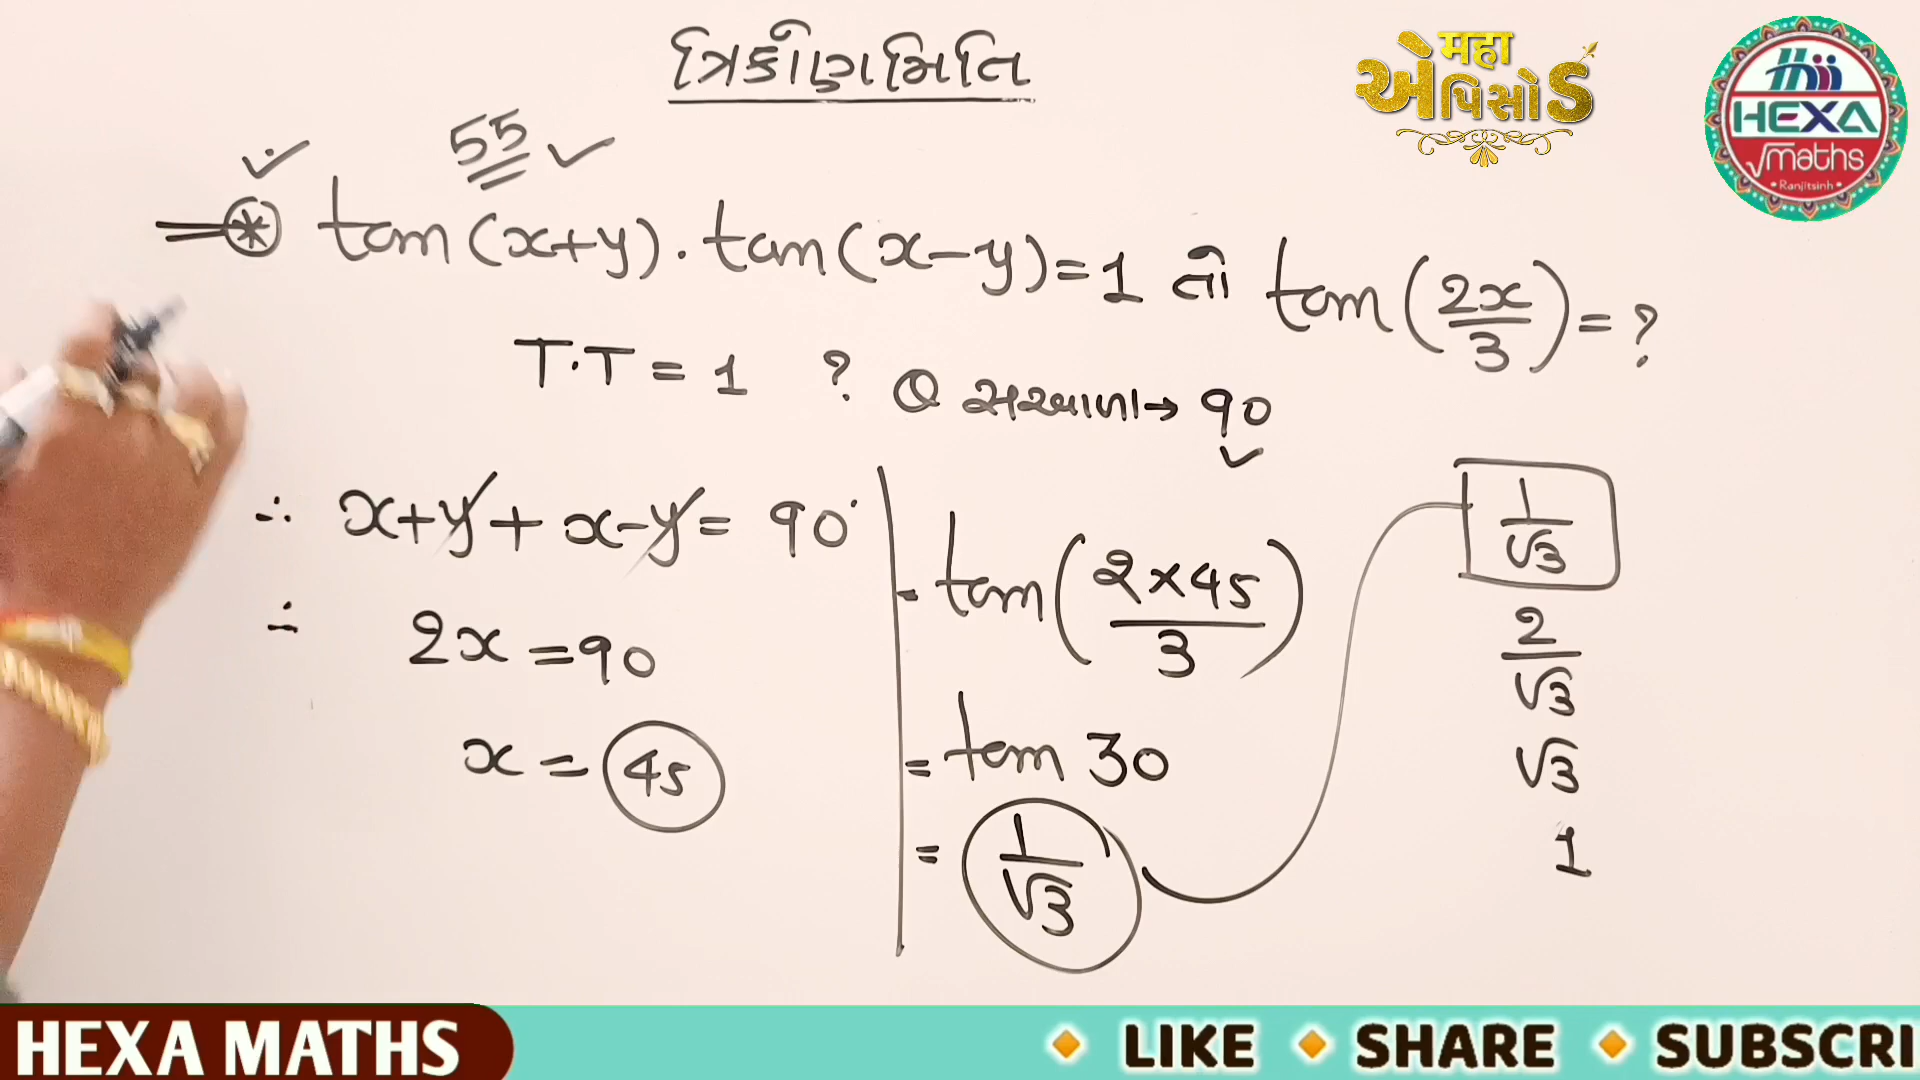 ત્રિકોણમિતિ
महा
એપિસોડ
HEXA
√maths
Ranjitsinh
55
tan(x+y).tan(x-y)=1 તો tan(2x/3)=?
T.T=1 ? θ સરવાળા→90
∴ x+y+x-y=90°
∴ 2x=90
x=45
= tan(2×45/3)
= tan 30
= 1/√3
1/√3
2/√3
√3
1
HEXA MATHS
LIKE SHARE SUBSCRI